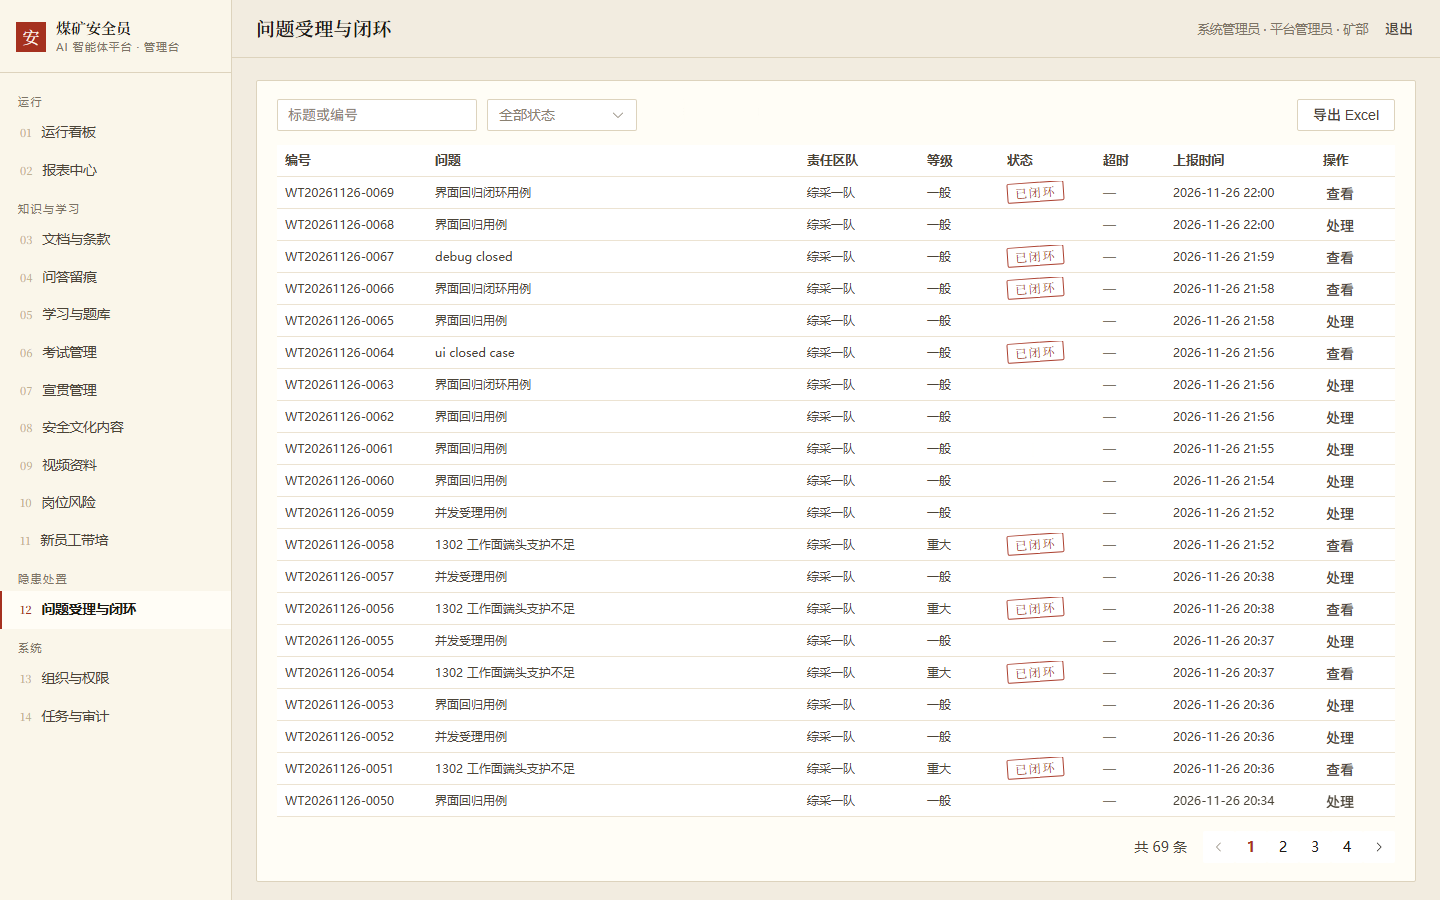 安
煤矿安全员
AI 智能体平台 · 管理台
运行
01 运行看板
02 报表中心
知识与学习
03 文档与条款
04 问答留痕
05 学习与题库
06 考试管理
07 宣贯管理
08 安全文化内容
09 视频资料
10 岗位风险
11 新员工带培
隐患处置
12 问题受理与闭环
系统
13 组织与权限
14 任务与审计
问题受理与闭环
系统管理员 · 平台管理员 · 矿部 退出
标题或编号 全部状态 导出 Excel
编号 问题 责任区队 等级 状态 超时 上报时间 操作
WT20261126-0069 界面回归闭环用例 综采一队 一般 已闭环 — 2026-11-26 22:00 查看
WT20261126-0068 界面回归用例 综采一队 一般 — 2026-11-26 22:00 处理
WT20261126-0067 debug closed 综采一队 一般 已闭环 — 2026-11-26 21:59 查看
WT20261126-0066 界面回归闭环用例 综采一队 一般 已闭环 — 2026-11-26 21:58 查看
WT20261126-0065 界面回归用例 综采一队 一般 — 2026-11-26 21:58 处理
WT20261126-0064 ui closed case 综采一队 一般 已闭环 — 2026-11-26 21:56 查看
WT20261126-0063 界面回归闭环用例 综采一队 一般 — 2026-11-26 21:56 处理
WT20261126-0062 界面回归用例 综采一队 一般 — 2026-11-26 21:56 处理
WT20261126-0061 界面回归用例 综采一队 一般 — 2026-11-26 21:55 处理
WT20261126-0060 界面回归用例 综采一队 一般 — 2026-11-26 21:54 处理
WT20261126-0059 并发受理用例 综采一队 一般 — 2026-11-26 21:52 处理
WT20261126-0058 1302 工作面端头支护不足 综采一队 重大 已闭环 — 2026-11-26 21:52 查看
WT20261126-0057 并发受理用例 综采一队 一般 — 2026-11-26 20:38 处理
WT20261126-0056 1302 工作面端头支护不足 综采一队 重大 已闭环 — 2026-11-26 20:38 查看
WT20261126-0055 并发受理用例 综采一队 一般 — 2026-11-26 20:37 处理
WT20261126-0054 1302 工作面端头支护不足 综采一队 重大 已闭环 — 2026-11-26 20:37 查看
WT20261126-0053 界面回归用例 综采一队 一般 — 2026-11-26 20:36 处理
WT20261126-0052 并发受理用例 综采一队 一般 — 2026-11-26 20:36 处理
WT20261126-0051 1302 工作面端头支护不足 综采一队 重大 已闭环 — 2026-11-26 20:36 查看
WT20261126-0050 界面回归用例 综采一队 一般 — 2026-11-26 20:34 处理
共 69 条 1 2 3 4